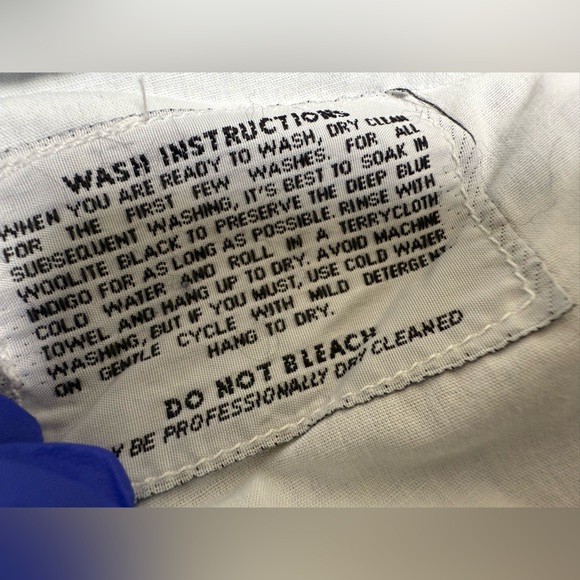 WASH INSTRUCTIONS
WHEN YOU ARE READY TO WASH, DRY CLEAN
FOR THE FIRST FEW WASHES. FOR ALL
SUBSEQUENT WASHING, IT'S BEST TO SOAK IN
WOOLITE BLACK TO PRESERVE THE DEEP BLUE
INDIGO FOR AS LONG AS POSSIBLE. RINSE WITH
COLD WATER AND ROLL IN A TERRYCLOTH
TOWEL AND HANG UP TO DRY. AVOID MACHINE
WASHING, BUT IF YOU MUST, USE COLD WATER
ON GENTLE CYCLE WITH MILD DETERGENT
HANG TO DRY.
DO NOT BLEACH
BE PROFESSIONALLY DRY CLEANED